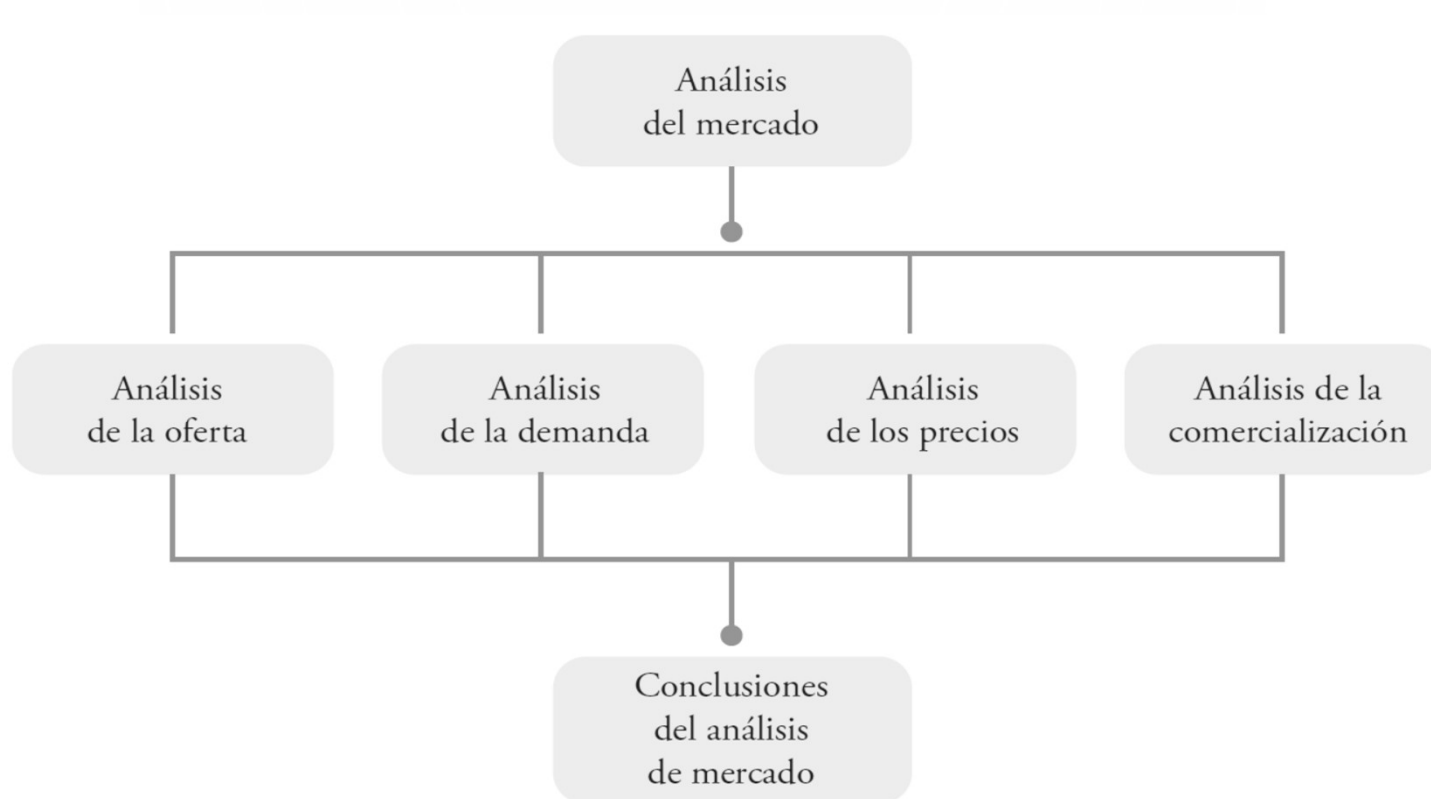 Análisis
del mercado
Análisis
de la oferta
Análisis
de la demanda
Análisis
de los precios
Análisis de la
comercialización
Conclusiones
del análisis
de mercado